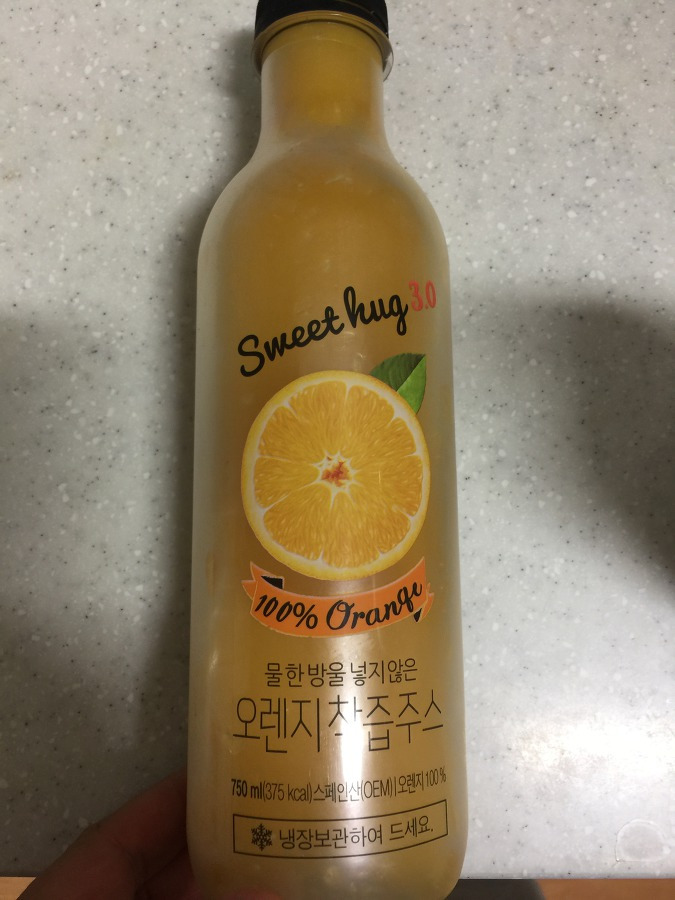 Sweet hug 3.0
100% Orange
물 한 방울 넣지 않은
오렌지 착즙주스
750 ml(375 kcal)스페인산(OEM)|오렌지 100%
냉장보관하여 드세요.